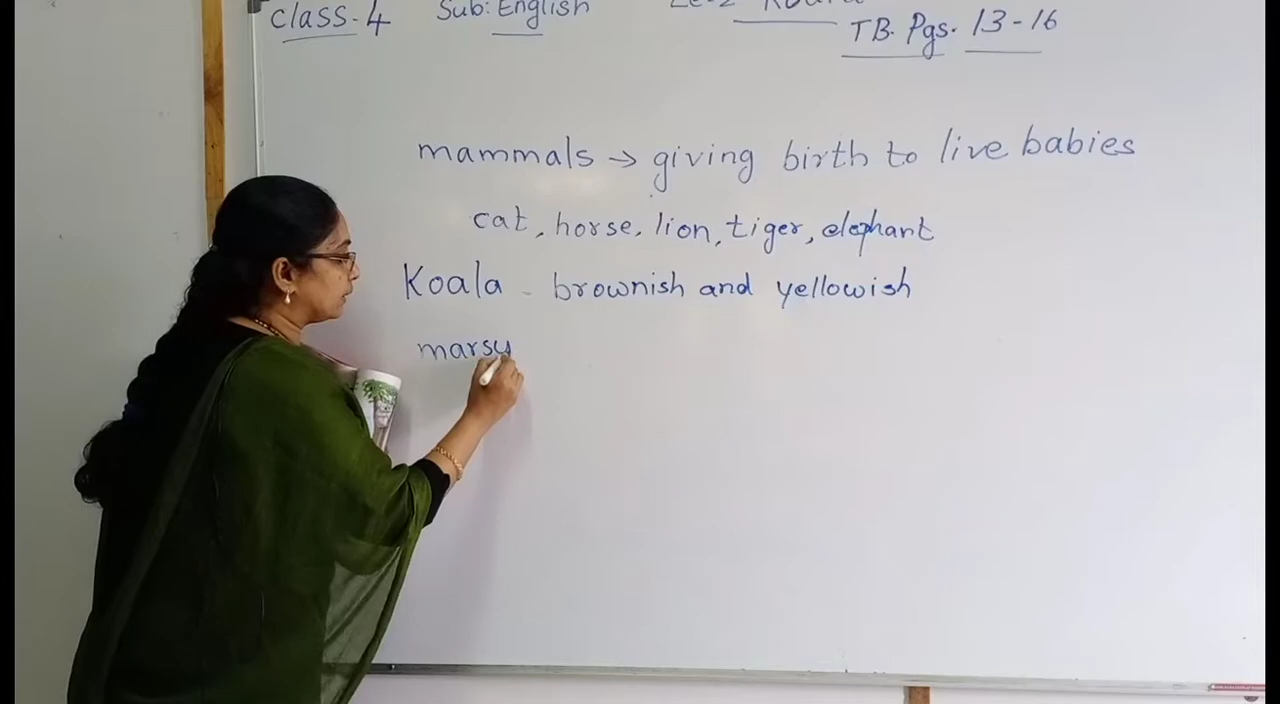 class-4 Sub: English
TB. Pgs. 13-16
mammals → giving birth to live babies
cat, horse, lion, tiger, elephant
Koala - brownish and yellowish
marsu